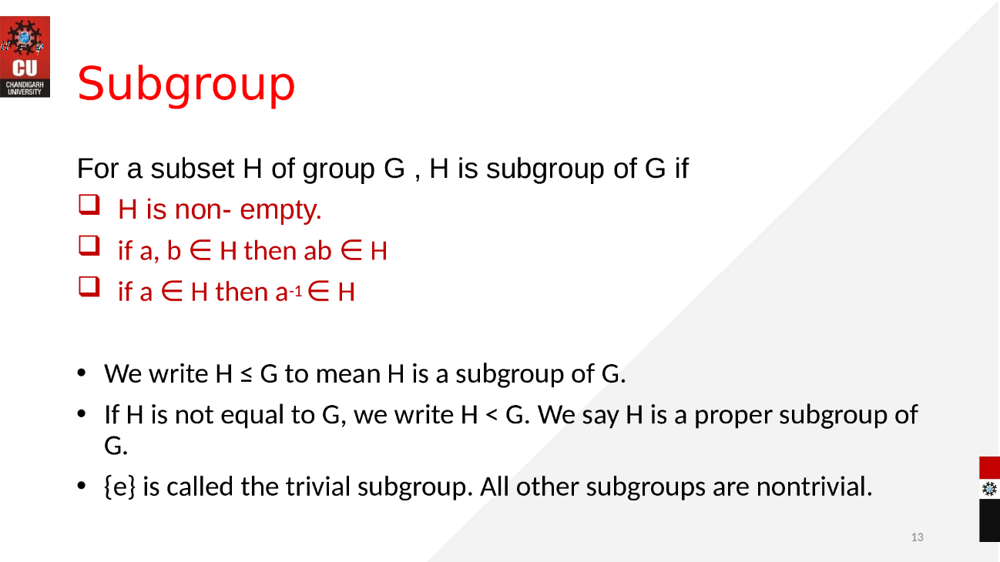 CU
CHANDIGARH
UNIVERSITY
Subgroup
For a subset H of group G , H is subgroup of G if
❑ H is non- empty.
❑ if a, b ∈ H then ab ∈ H
❑ if a ∈ H then a-1 ∈ H
• We write H ≤ G to mean H is a subgroup of G.
• If H is not equal to G, we write H < G. We say H is a proper subgroup of
G.
• {e} is called the trivial subgroup. All other subgroups are nontrivial.
13